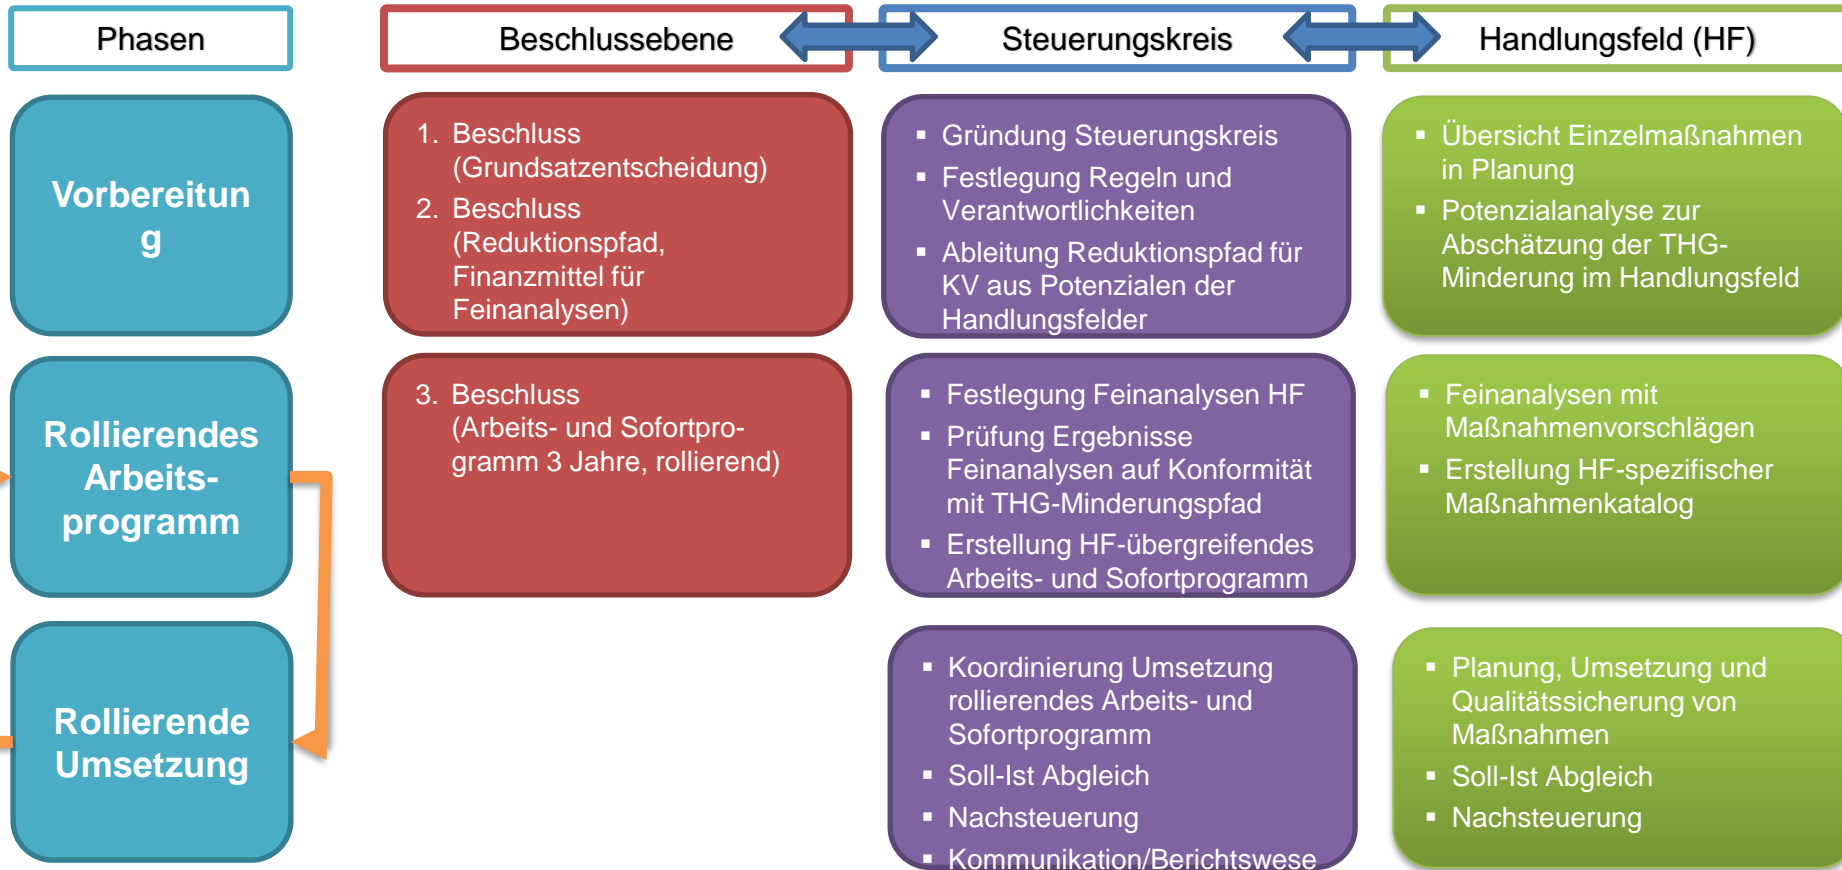 Phasen
Beschlussebene
Steuerungskreis
Handlungsfeld (HF)
Vorbereitun
g
1. Beschluss
(Grundsatzentscheidung)
2. Beschluss
(Reduktionspfad,
Finanzmittel für
Feinanalysen)
▪ Gründung Steuerungskreis
▪ Festlegung Regeln und
Verantwortlichkeiten
▪ Ableitung Reduktionspfad für
KV aus Potenzialen der
Handlungsfelder
▪ Übersicht Einzelmaßnahmen
in Planung
▪ Potenzialanalyse zur
Abschätzung der THG-
Minderung im Handlungsfeld
Rollierendes
Arbeits-
programm
3. Beschluss
(Arbeits- und Sofortpro-
gramm 3 Jahre, rollierend)
▪ Festlegung Feinanalysen HF
▪ Prüfung Ergebnisse
Feinanalysen auf Konformität
mit THG-Minderungspfad
▪ Erstellung HF-übergreifendes
Arbeits- und Sofortprogramm
▪ Feinanalysen mit
Maßnahmenvorschlägen
▪ Erstellung HF-spezifischer
Maßnahmenkatalog
Rollierende
Umsetzung
▪ Koordinierung Umsetzung
rollierendes Arbeits- und
Sofortprogramm
▪ Soll-Ist Abgleich
▪ Nachsteuerung
▪ Kommunikation/Berichtswese
▪ Planung, Umsetzung und
Qualitätssicherung von
Maßnahmen
▪ Soll-Ist Abgleich
▪ Nachsteuerung